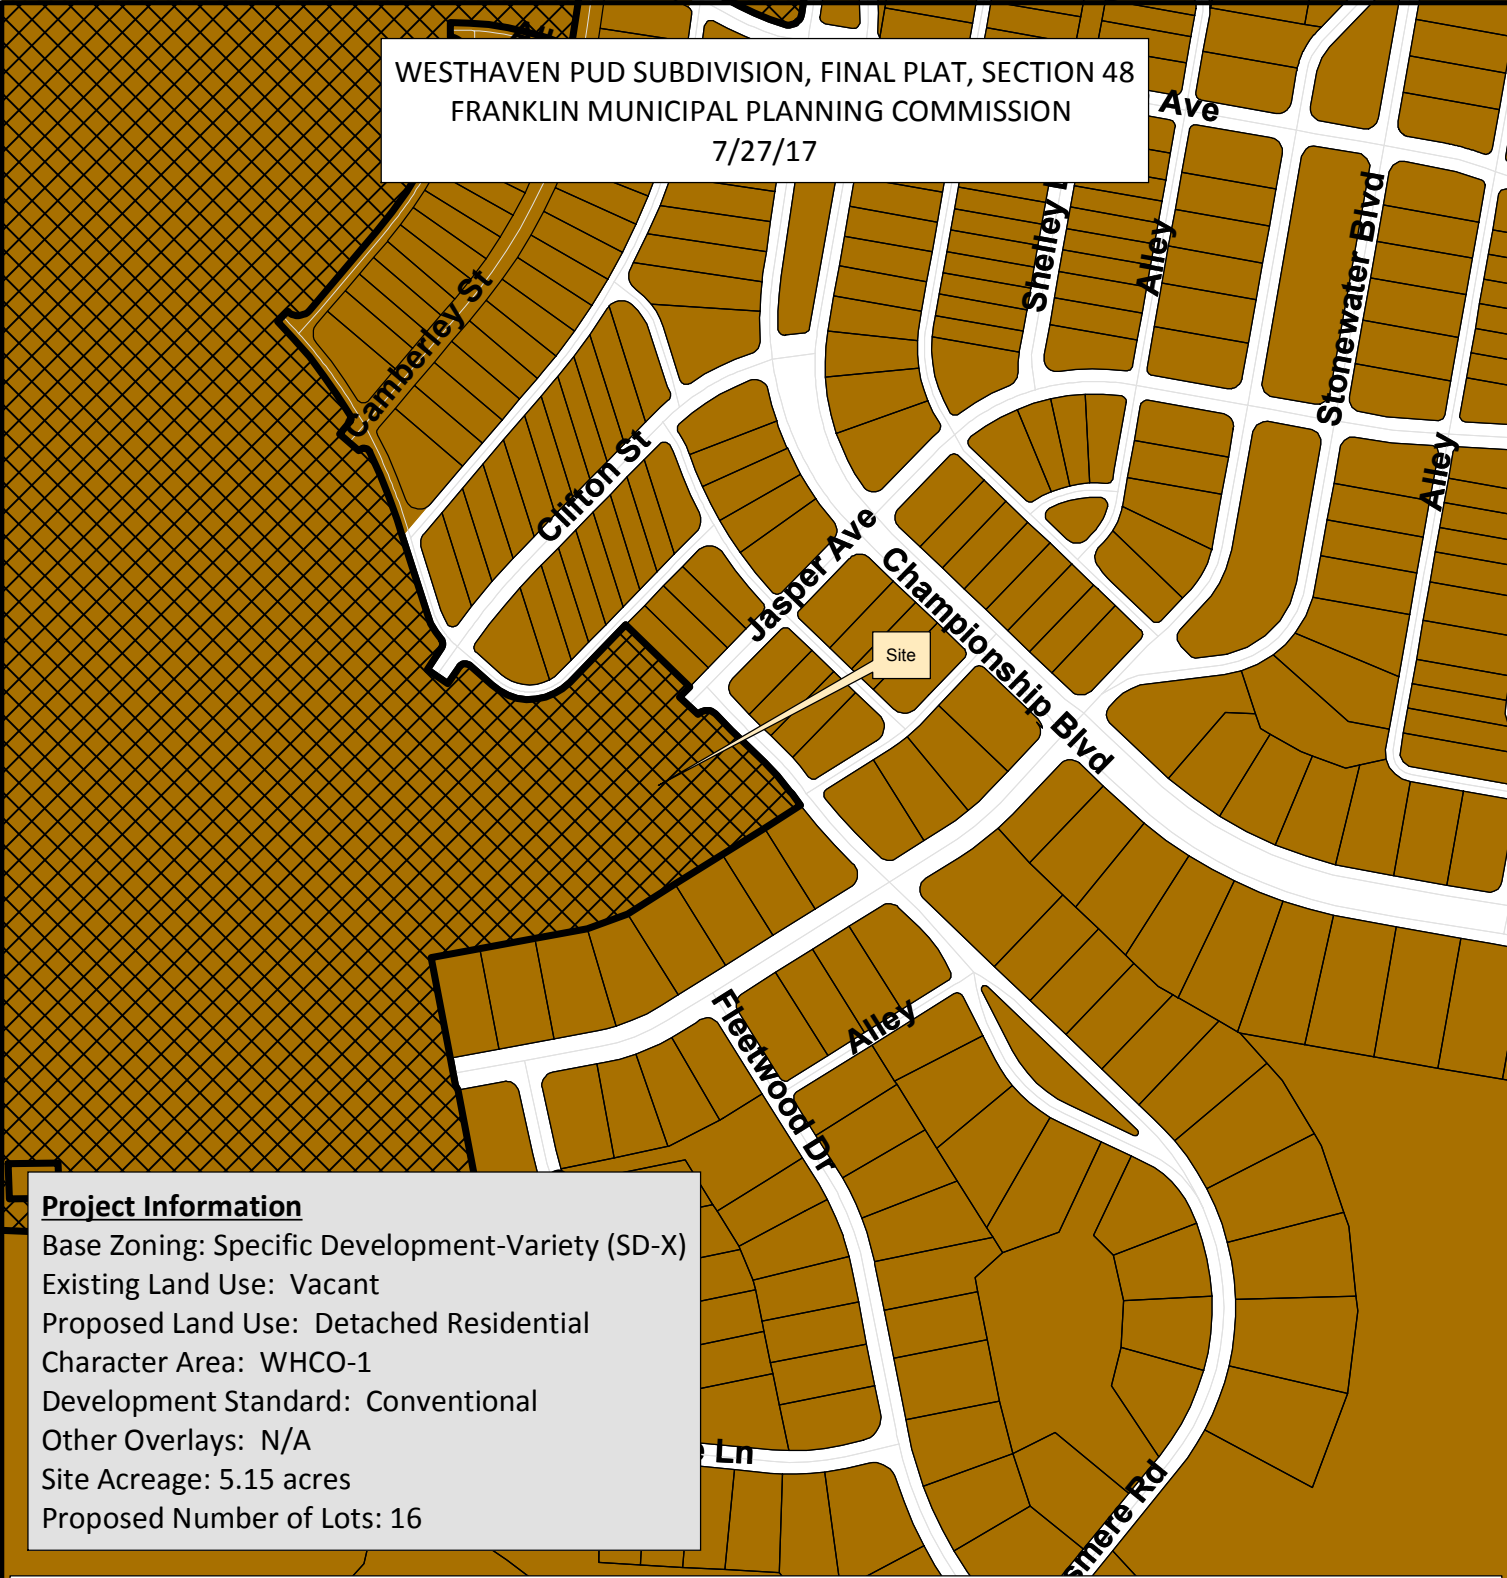 WESTHAVEN PUD SUBDIVISION, FINAL PLAT, SECTION 48
FRANKLIN MUNICIPAL PLANNING COMMISSION
7/27/17
Ave
Shelley
Alley
Stonewater Blvd
Camberley St
Clifton St
Alley
Jasper Ave
Championship Blvd
Site
Fleetwood Dr
Alley
Ln
Rd
Project Information
Base Zoning: Specific Development-Variety (SD-X)
Existing Land Use: Vacant
Proposed Land Use: Detached Residential
Character Area: WHCO-1
Development Standard: Conventional
Other Overlays: N/A
Site Acreage: 5.15 acres
Proposed Number of Lots: 16